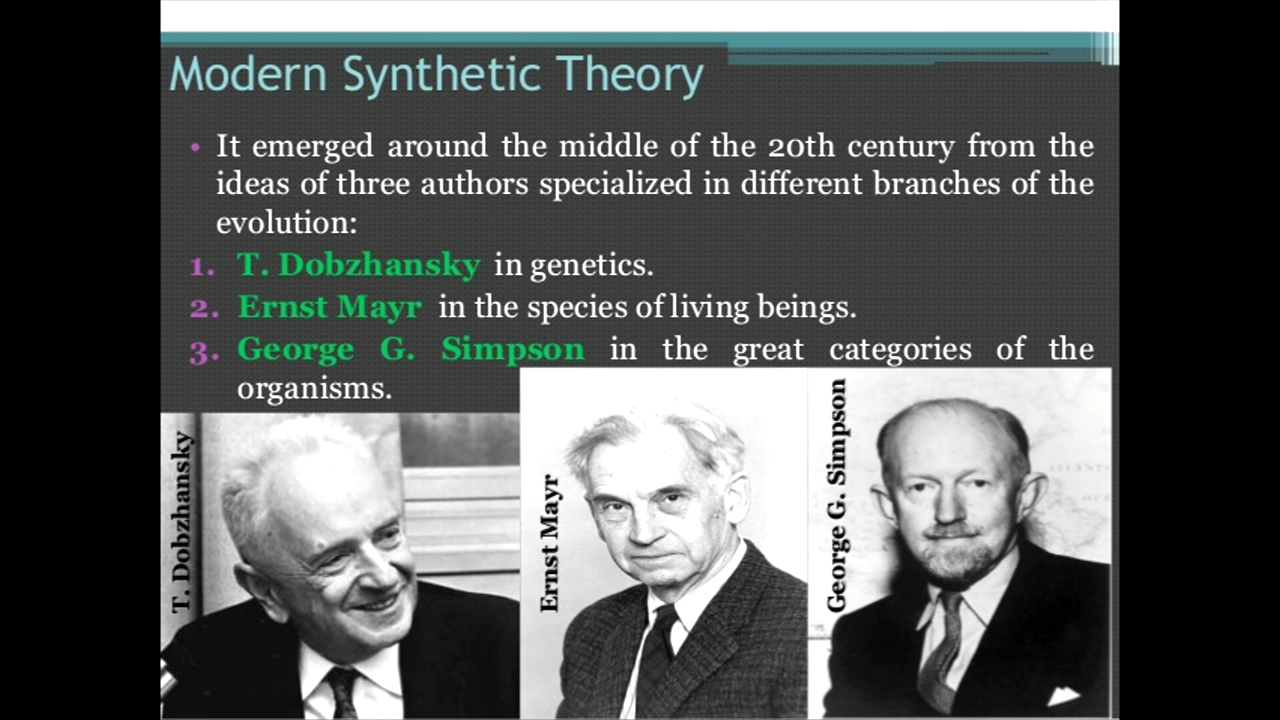 Modern Synthetic Theory
• It emerged around the middle of the 20th century from the
ideas of three authors specialized in different branches of the
evolution:
1. T. Dobzhansky in genetics.
2. Ernst Mayr in the species of living beings.
3. George G. Simpson in the great categories of the
organisms.
T. Dobzhansky
Ernst Mayr
George G. Simpson
ATLANT